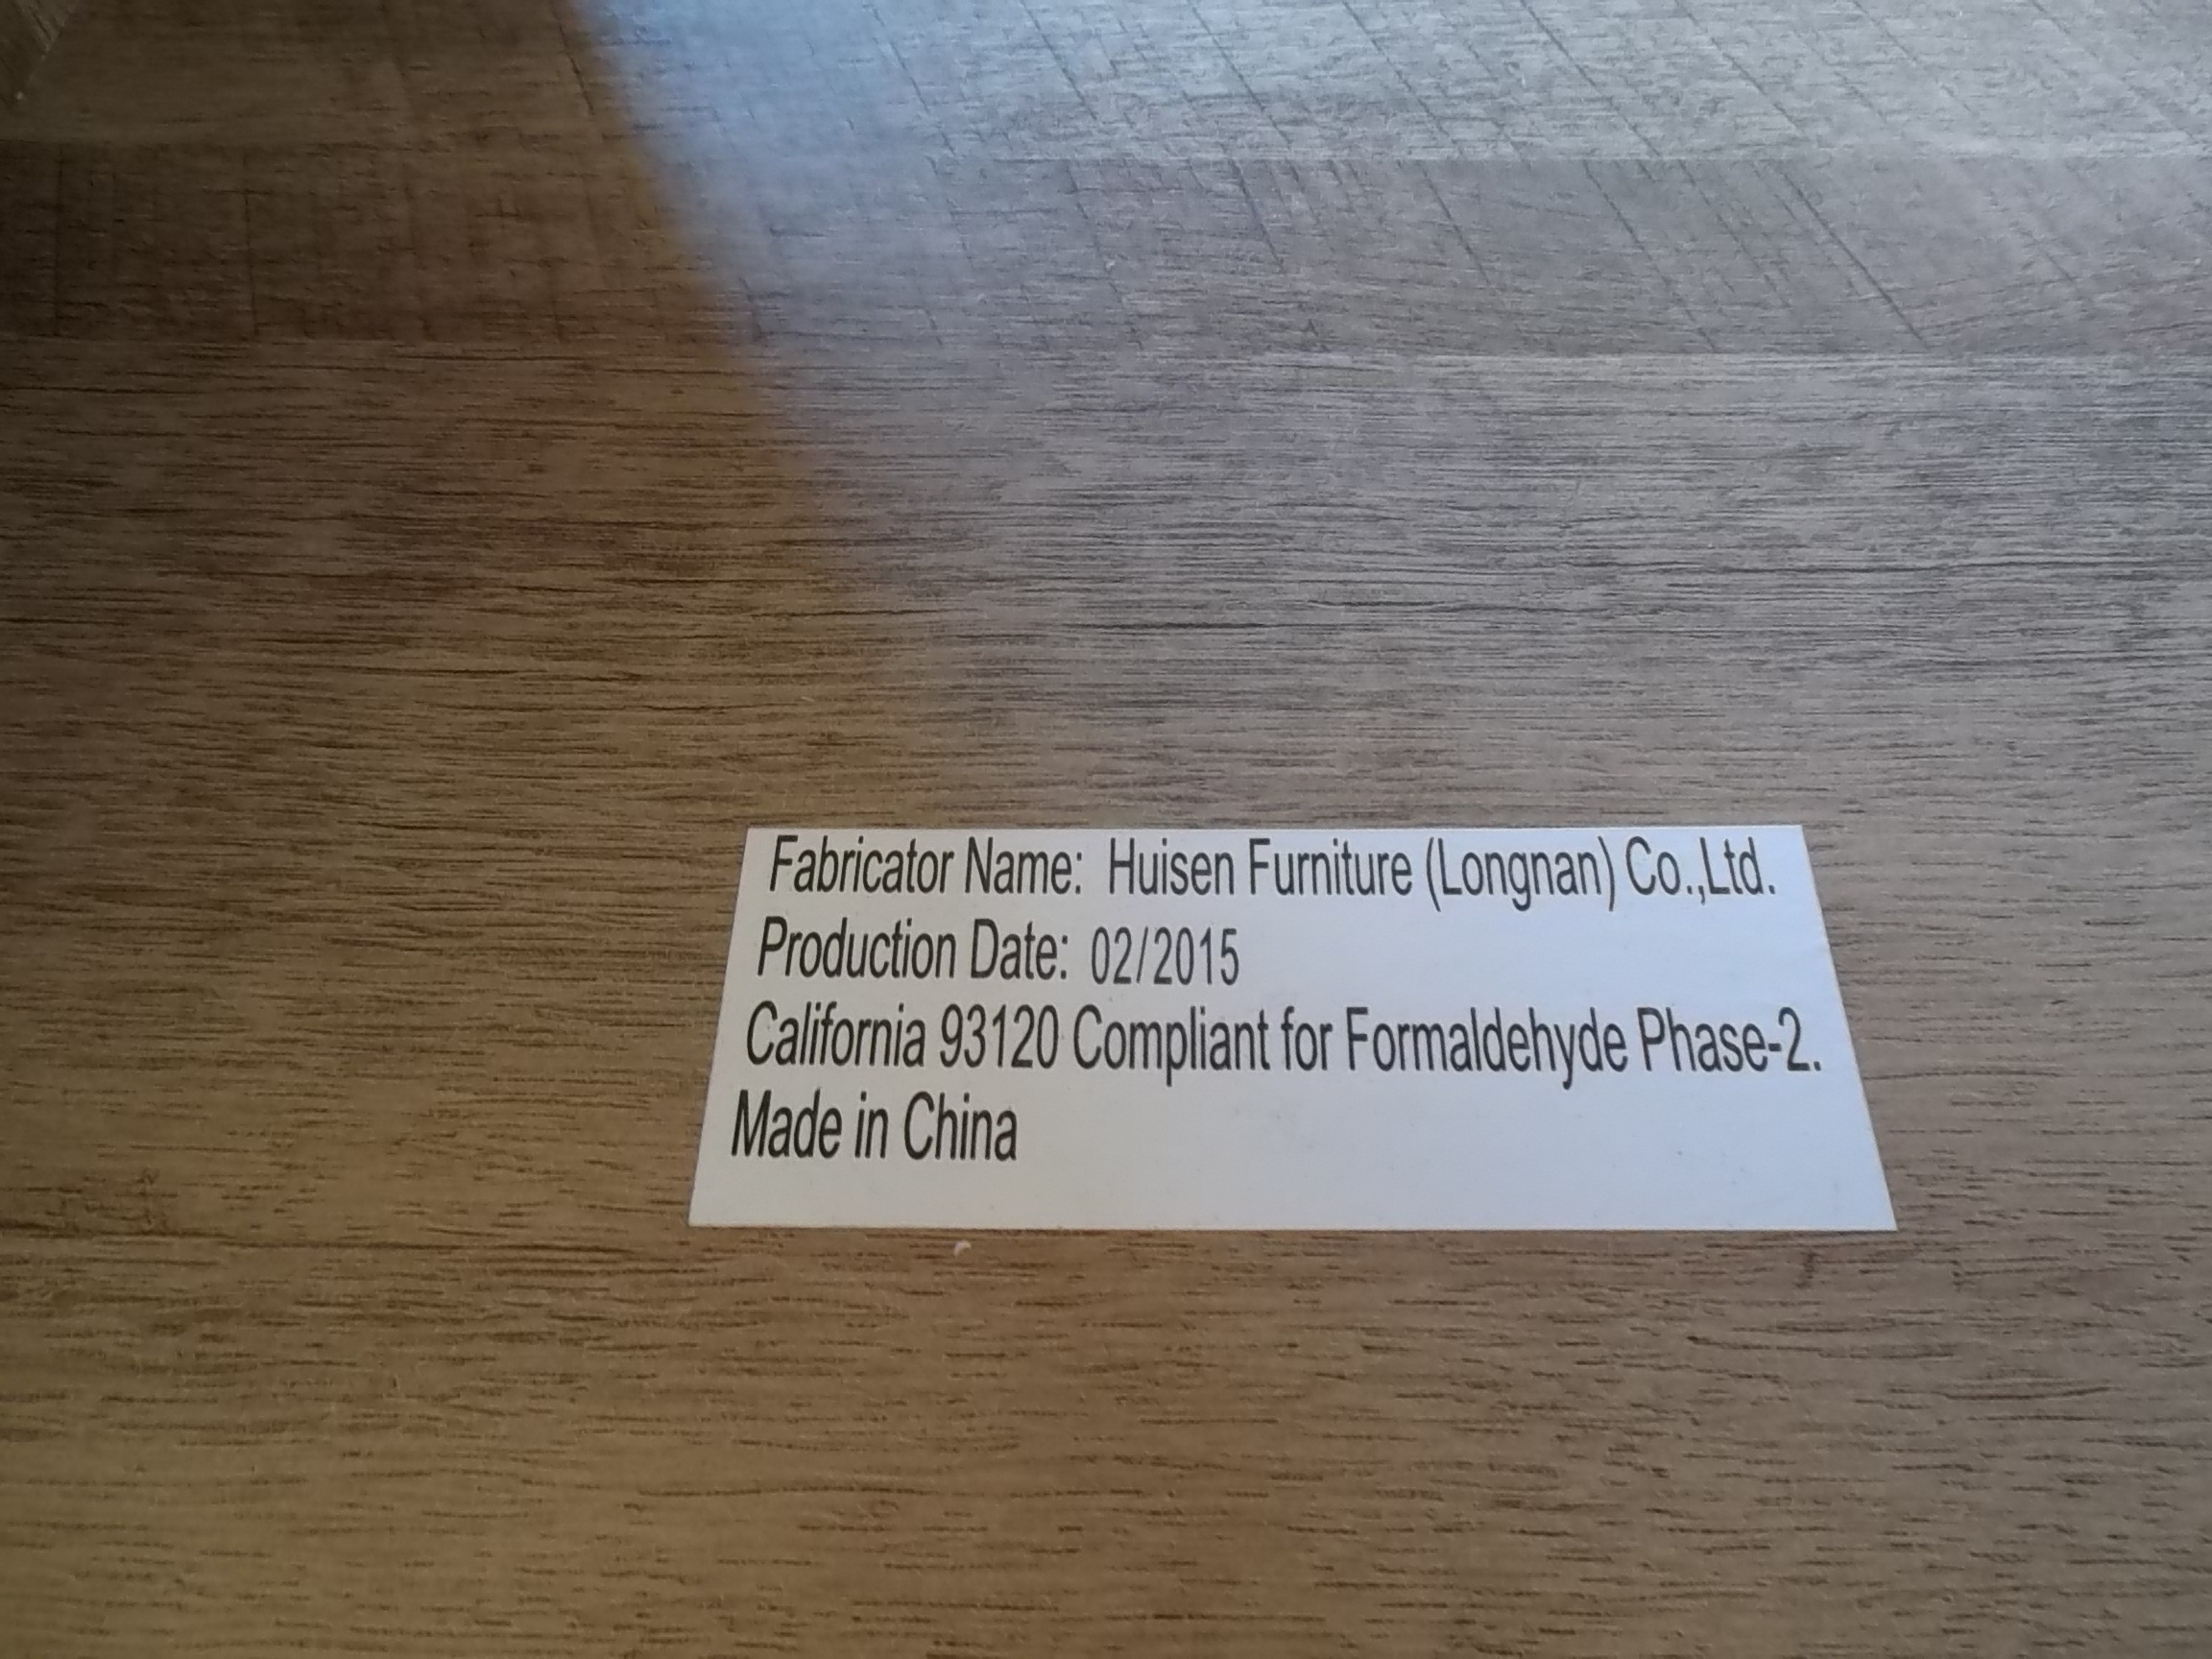 Fabricator Name: Huisen Furniture (Longnan) Co.,Ltd.
Production Date: 02/2015
California 93120 Compliant for Formaldehyde Phase-2.
Made in China